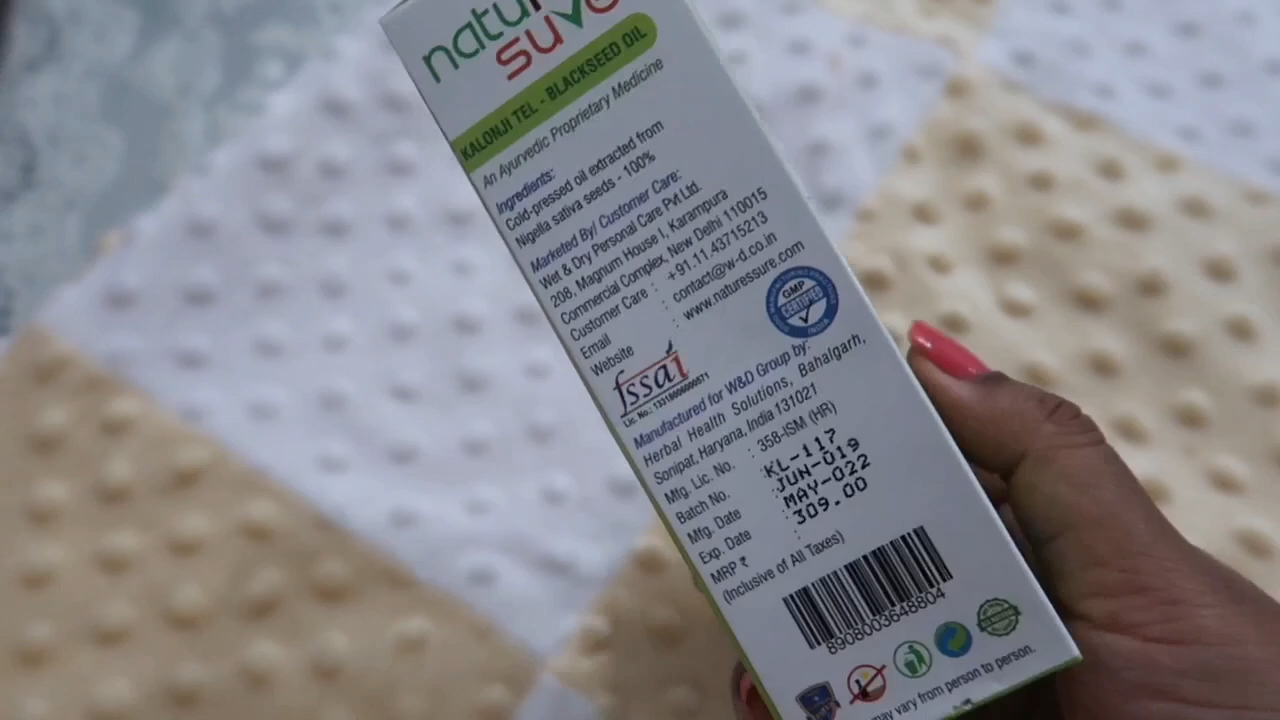 natur
sure
KALONJI TEL - BLACKSEED OIL
An Ayurvedic Proprietary Medicine
Ingredients:
Cold-pressed oil extracted from
Nigella sativa seeds - 100%
Marketed By/ Customer Care:
Wet & Dry Personal Care Pvt Ltd.
208, Magnum House I, Karampura
Commercial Complex, New Delhi 110015
Customer Care : +91.11.43715213
Email : contact@w-d.co.in
Website : www.naturessure.com
GMP
CERTIFIED
INDIA
fssai
Manufactured for W&D Group by:
Herbal Health Solutions, Bahalgarh,
Sonipat, Haryana, India 131021
Mfg. Lic. No. : 358-ISM (HR)
Batch No. : KL-117
Mfg. Date : JUN-019
Exp. Date : MAY-022
MRP ₹ : 309.00
(Inclusive of All Taxes)
8908003648804
may vary from person to person.